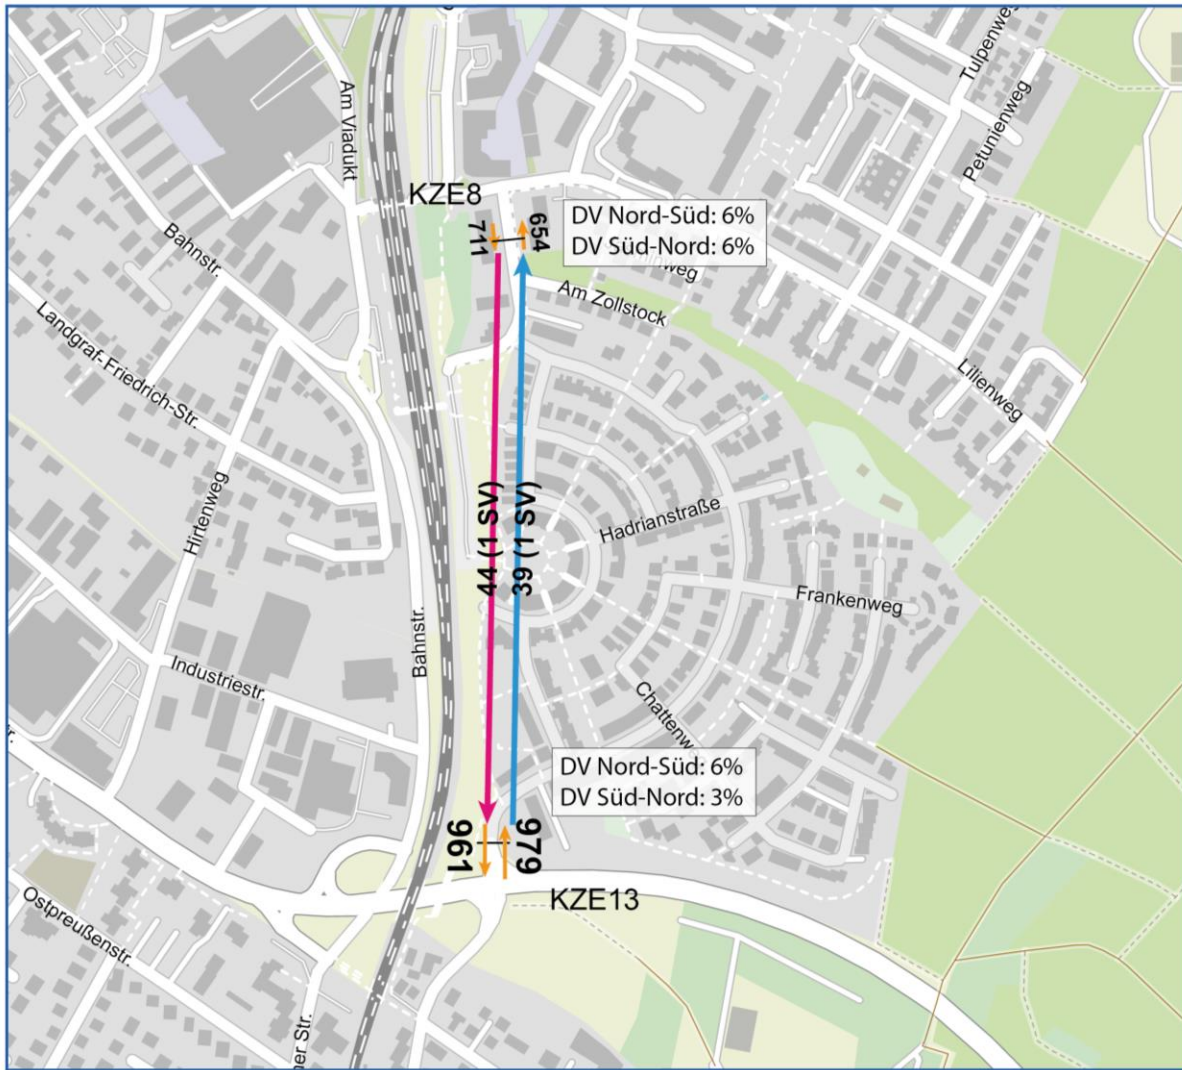 Tulpenweg
Am Viadukt
Petunienweg
KZE8
711
654
DV Nord-Süd: 6%
DV Süd-Nord: 6%
Bahnstr.
Am Zollstock
Landgraf-Friedrich-Str.
Lilienweg
44 (1 SV)
39 (1 SV)
Hadrianstraße
Hirtenweg
Frankenweg
Bahnstr.
Industriestr.
Chattenw
DV Nord-Süd: 6%
DV Süd-Nord: 3%
961
979
KZE13
Ostpreußenstr.
ner Str.